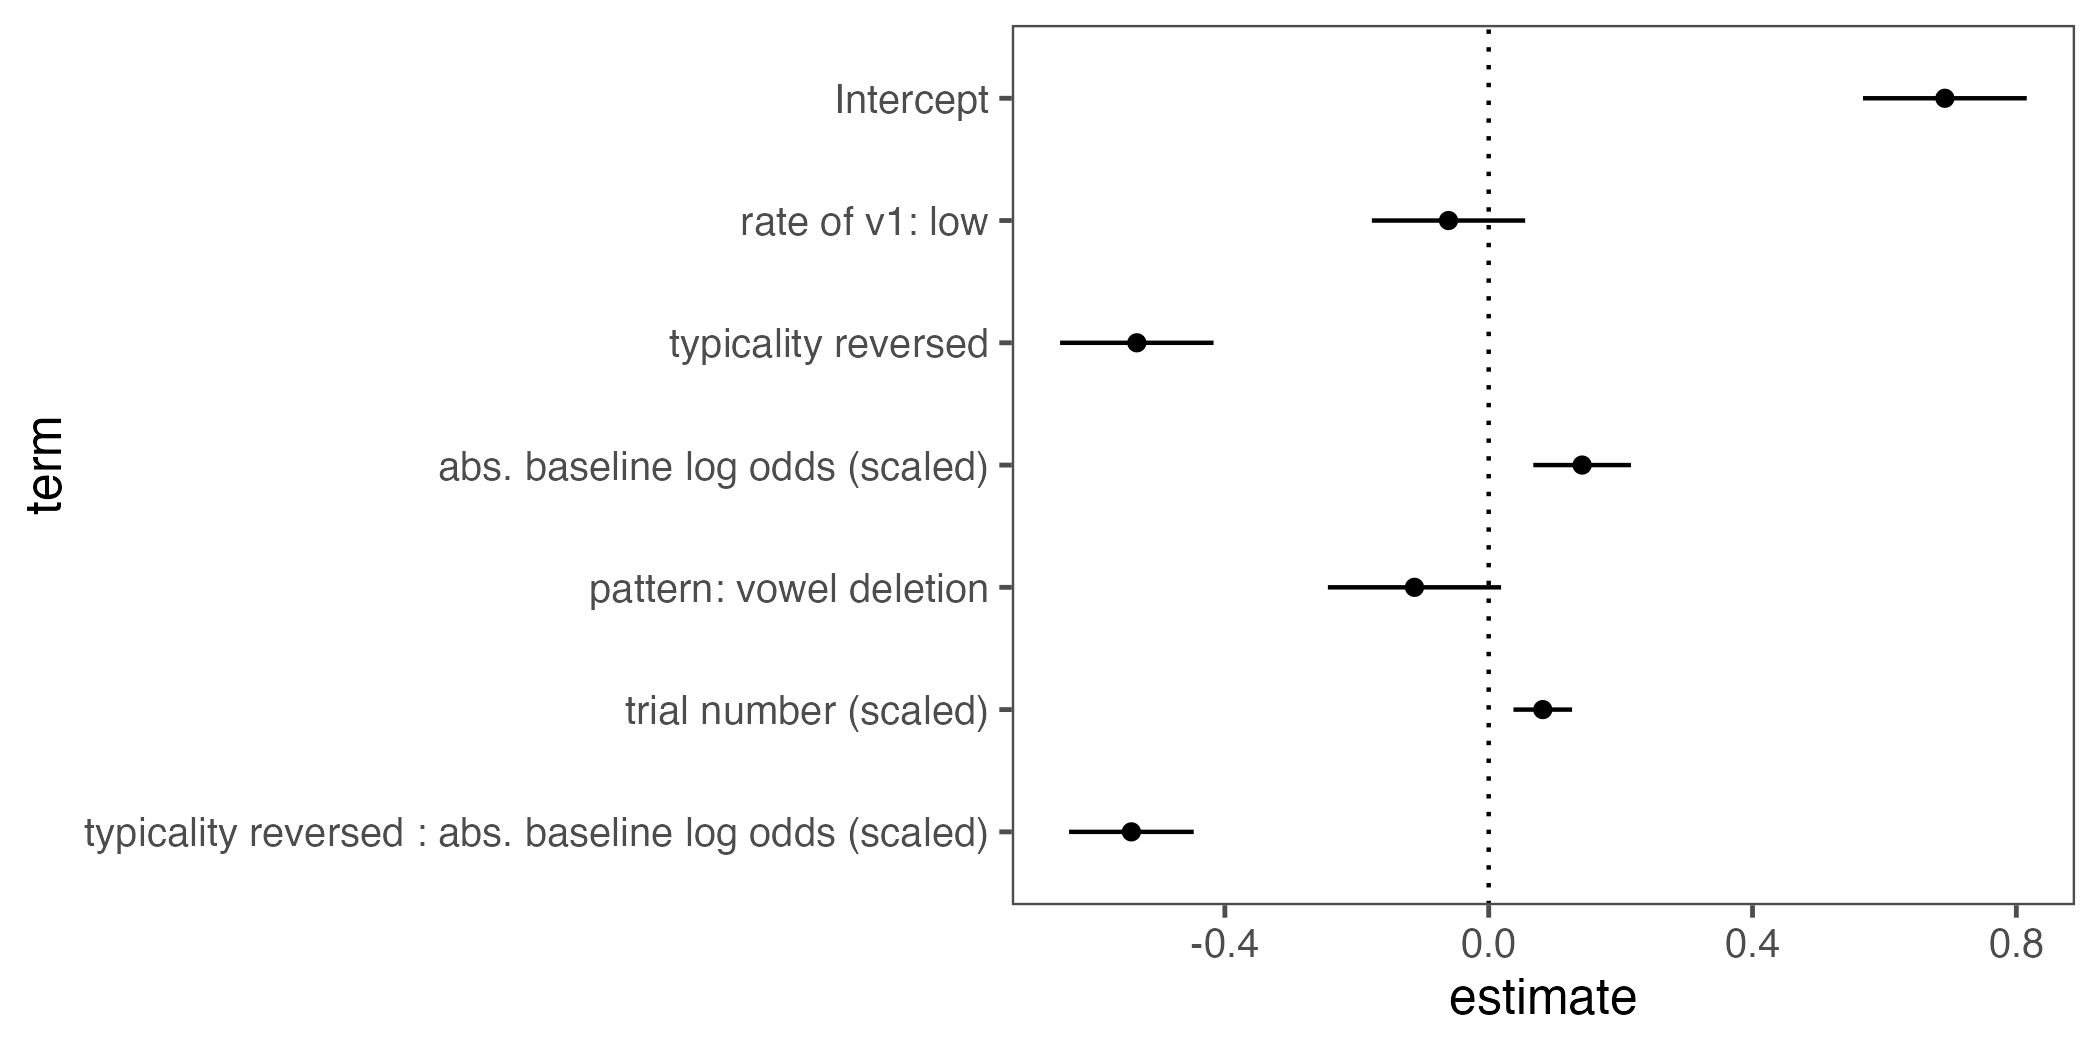 Intercept
rate of v1: low
typicality reversed
abs. baseline log odds (scaled)
pattern: vowel deletion
trial number (scaled)
typicality reversed : abs. baseline log odds (scaled)
term
-0.4 0.0 0.4 0.8
estimate